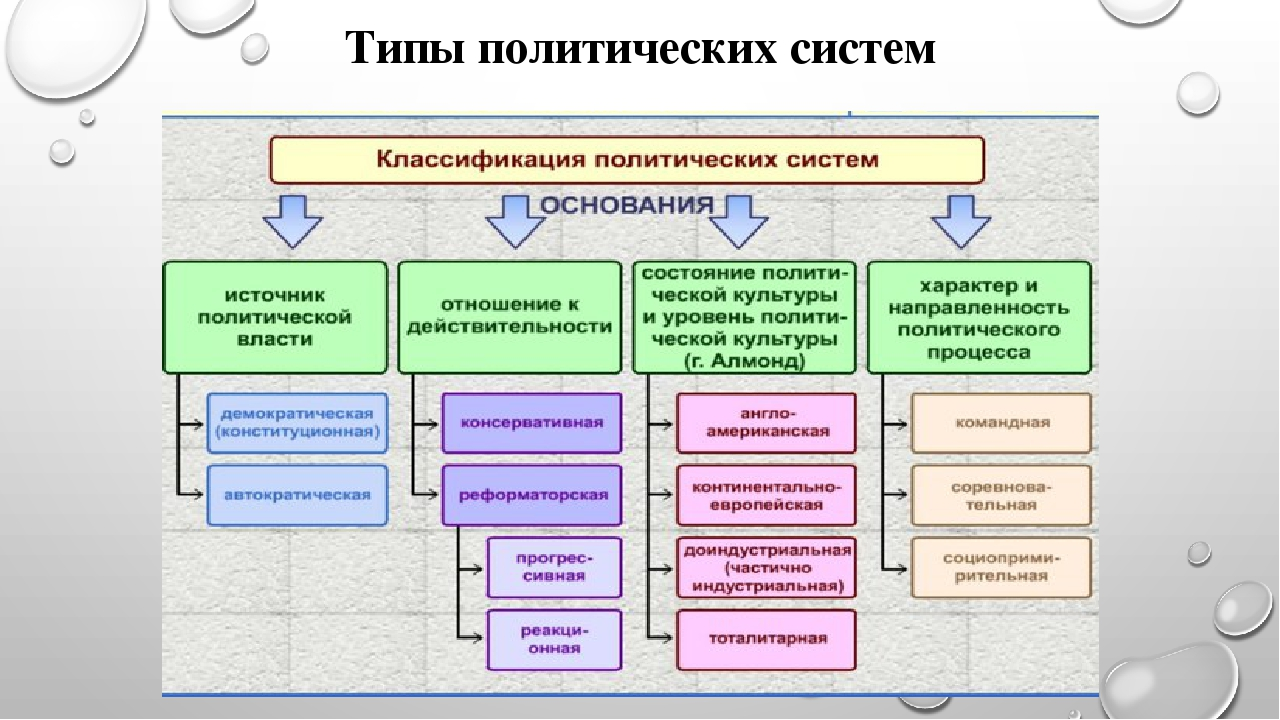 Типы политических систем
Классификация политических систем
ОСНОВАНИЯ
источник
политической
власти
демократическая
(конституционная)
автократическая
отношение к
действительности
консервативная
реформаторская
прогрес-
сивная
реакци-
онная
состояние полити-
ческой культуры
и уровень полити-
ческой культуры
(г. Алмонд)
англо-
американская
континентально-
европейская
доиндустриальная
(частично
индустриальная)
тоталитарная
характер и
направленность
политического
процесса
командная
соревнова-
тельная
социоприми-
рительная